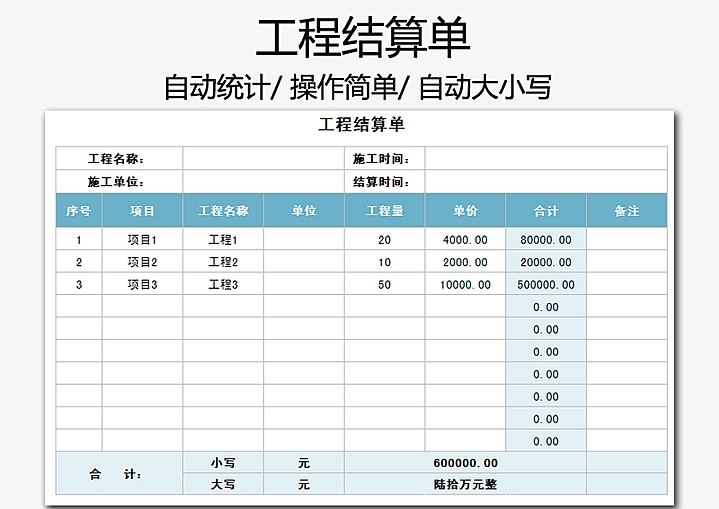 工程结算单
自动统计/ 操作简单/ 自动大小写
工程结算单
工程名称: 施工时间:
施工单位: 结算时间:
序号 项目 工程名称 单位 工程量 单价 合计 备注
1 项目1 工程1 20 4000.00 80000.00
2 项目2 工程2 10 2000.00 20000.00
3 项目3 工程3 50 10000.00 500000.00
0.00
0.00
0.00
0.00
0.00
0.00
0.00
合 计: 小写 元 600000.00
大写 元 陆拾万元整